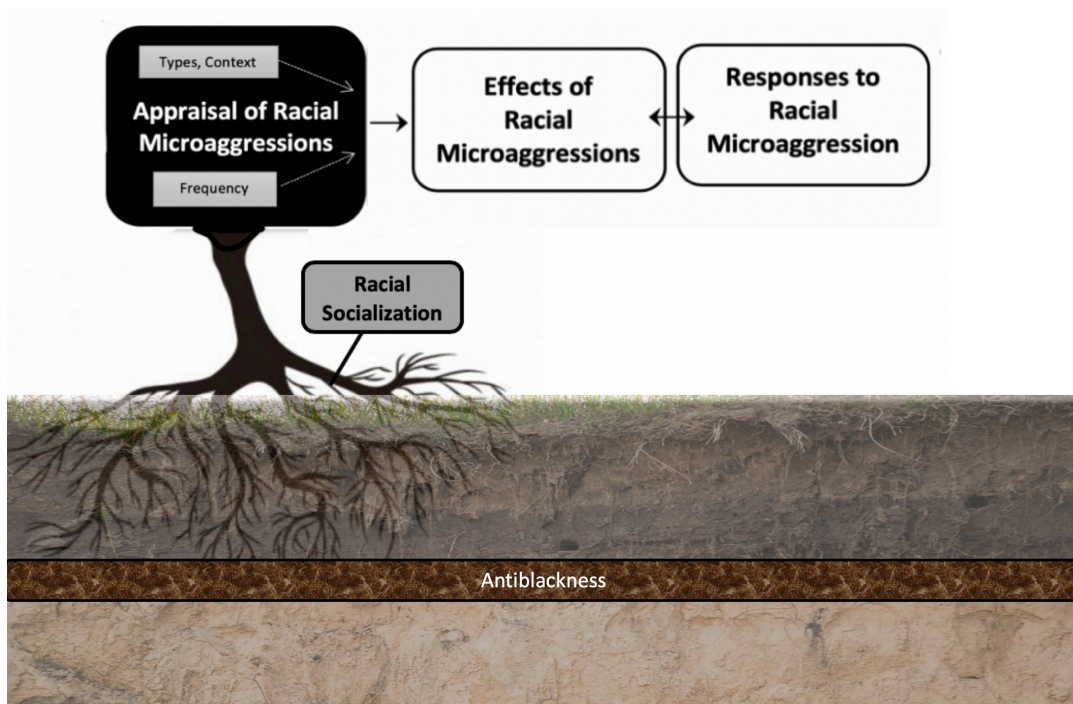 Types, Context
Appraisal of Racial
Microaggressions
Frequency
Effects of
Racial
Microaggressions
Responses to
Racial
Microaggression
Racial
Socialization
Antiblackness